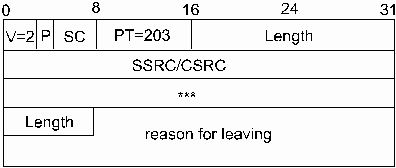 0 8 16 24 31
V=2 P SC PT=203 Length
SSRC/CSRC
***
Length
reason for leaving